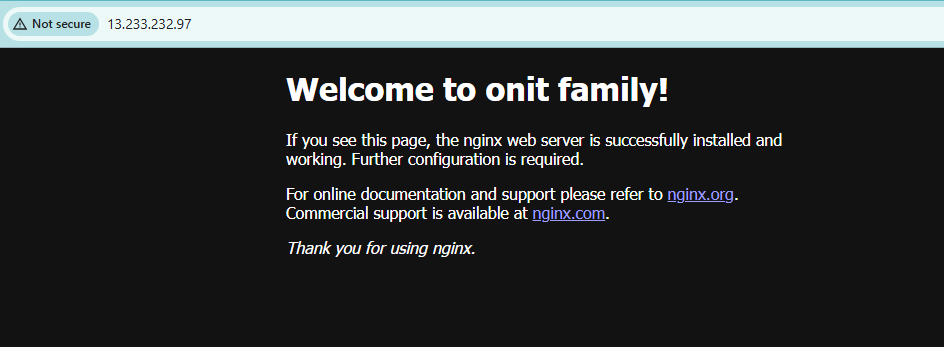 Not secure 13.233.232.97
Welcome to onit family!
If you see this page, the nginx web server is successfully installed and
working. Further configuration is required.
For online documentation and support please refer to nginx.org.
Commercial support is available at nginx.com.
Thank you for using nginx.